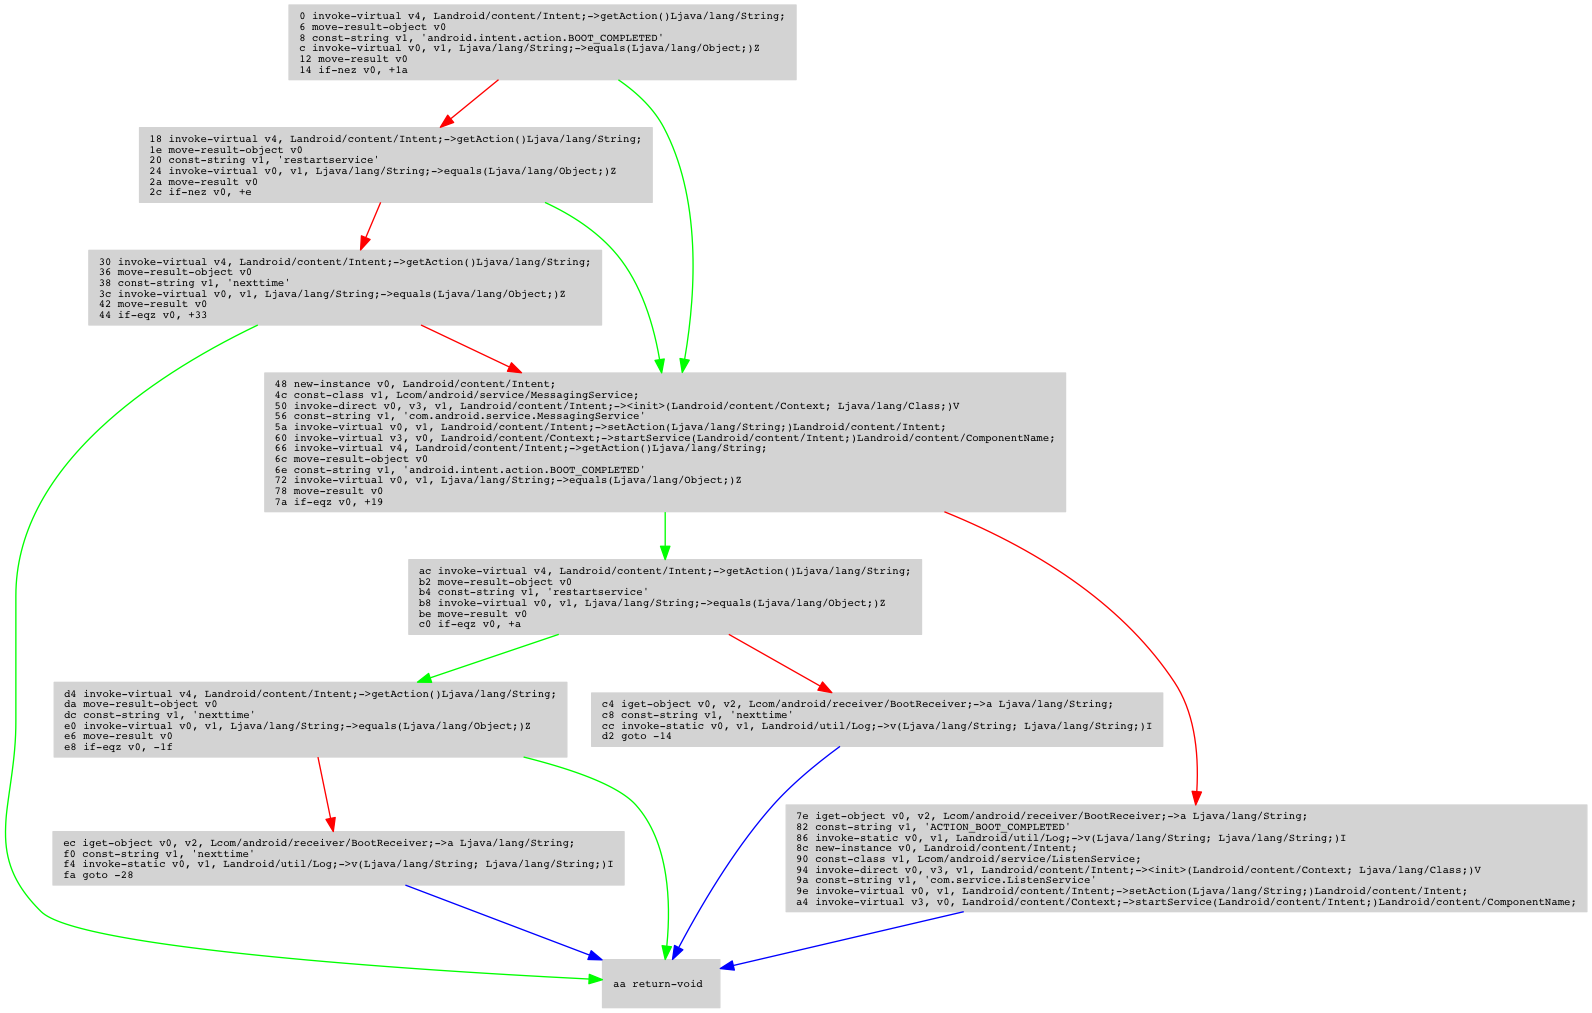 0 invoke-virtual v4, Landroid/content/Intent;->getAction()Ljava/lang/String;
6 move-result-object v0
8 const-string v1, 'android.intent.action.BOOT_COMPLETED'
c invoke-virtual v0, v1, Ljava/lang/String;->equals(Ljava/lang/Object;)Z
12 move-result v0
14 if-nez v0, +1a
18 invoke-virtual v4, Landroid/content/Intent;->getAction()Ljava/lang/String;
1e move-result-object v0
20 const-string v1, 'restartservice'
24 invoke-virtual v0, v1, Ljava/lang/String;->equals(Ljava/lang/Object;)Z
2a move-result v0
2c if-nez v0, +e
30 invoke-virtual v4, Landroid/content/Intent;->getAction()Ljava/lang/String;
36 move-result-object v0
38 const-string v1, 'nexttime'
3c invoke-virtual v0, v1, Ljava/lang/String;->equals(Ljava/lang/Object;)Z
42 move-result v0
44 if-eqz v0, +33
48 new-instance v0, Landroid/content/Intent;
4c const-class v1, Lcom/android/service/MessagingService;
50 invoke-direct v0, v3, v1, Landroid/content/Intent;-><init>(Landroid/content/Context; Ljava/lang/Class;)V
56 const-string v1, 'com.android.service.MessagingService'
5a invoke-virtual v0, v1, Landroid/content/Intent;->setAction(Ljava/lang/String;)Landroid/content/Intent;
60 invoke-virtual v3, v0, Landroid/content/Context;->startService(Landroid/content/Intent;)Landroid/content/ComponentName;
66 invoke-virtual v4, Landroid/content/Intent;->getAction()Ljava/lang/String;
6c move-result-object v0
6e const-string v1, 'android.intent.action.BOOT_COMPLETED'
72 invoke-virtual v0, v1, Ljava/lang/String;->equals(Ljava/lang/Object;)Z
78 move-result v0
7a if-eqz v0, +19
ac invoke-virtual v4, Landroid/content/Intent;->getAction()Ljava/lang/String;
b2 move-result-object v0
b4 const-string v1, 'restartservice'
b8 invoke-virtual v0, v1, Ljava/lang/String;->equals(Ljava/lang/Object;)Z
be move-result v0
c0 if-eqz v0, +a
d4 invoke-virtual v4, Landroid/content/Intent;->getAction()Ljava/lang/String;
da move-result-object v0
dc const-string v1, 'nexttime'
e0 invoke-virtual v0, v1, Ljava/lang/String;->equals(Ljava/lang/Object;)Z
e6 move-result v0
e8 if-eqz v0, -1f
c4 iget-object v0, v2, Lcom/android/receiver/BootReceiver;->a Ljava/lang/String;
c8 const-string v1, 'nexttime'
cc invoke-static v0, v1, Landroid/util/Log;->v(Ljava/lang/String; Ljava/lang/String;)I
d2 goto -14
7e iget-object v0, v2, Lcom/android/receiver/BootReceiver;->a Ljava/lang/String;
82 const-string v1, 'ACTION_BOOT_COMPLETED'
86 invoke-static v0, v1, Landroid/util/Log;->v(Ljava/lang/String; Ljava/lang/String;)I
8c new-instance v0, Landroid/content/Intent;
90 const-class v1, Lcom/android/service/ListenService;
94 invoke-direct v0, v3, v1, Landroid/content/Intent;-><init>(Landroid/content/Context; Ljava/lang/Class;)V
9a const-string v1, 'com.service.ListenService'
9e invoke-virtual v0, v1, Landroid/content/Intent;->setAction(Ljava/lang/String;)Landroid/content/Intent;
a4 invoke-virtual v3, v0, Landroid/content/Context;->startService(Landroid/content/Intent;)Landroid/content/ComponentName;
ec iget-object v0, v2, Lcom/android/receiver/BootReceiver;->a Ljava/lang/String;
f0 const-string v1, 'nexttime'
f4 invoke-static v0, v1, Landroid/util/Log;->v(Ljava/lang/String; Ljava/lang/String;)I
fa goto -28
aa return-void